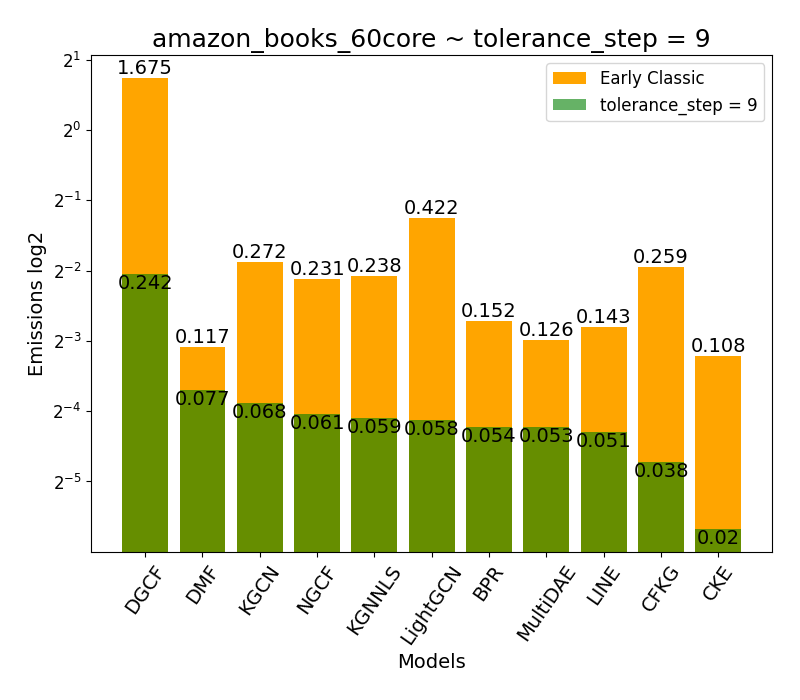 amazon_books_60core ~ tolerance_step = 9
Early Classic
tolerance_step = 9
Emissions log2
2^1
2^0
2^-1
2^-2
2^-3
2^-4
2^-5
1.675
0.117
0.272
0.231
0.238
0.422
0.152
0.126
0.143
0.259
0.108
0.242
0.077
0.068
0.061
0.059
0.058
0.054
0.053
0.051
0.038
0.02
DGCF
DMF
KGCN
NGCF
KGNNLS
LightGCN
BPR
MultiDAE
LINE
CFKG
CKE
Models